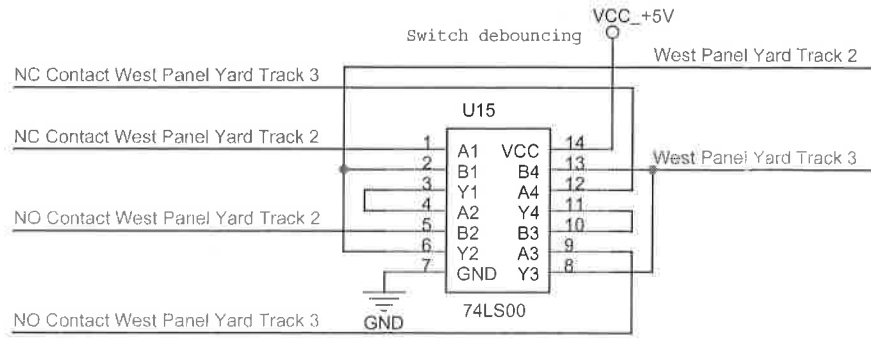 VCC_+5V
Switch debouncing
West Panel Yard Track 2
NC Contact West Panel Yard Track 3
U15
NC Contact West Panel Yard Track 2
1 A1 VCC 14
2 B1 B4 13
West Panel Yard Track 3
3 Y1 A4 12
4 A2 Y4 11
NO Contact West Panel Yard Track 2
5 B2 B3 10
6 Y2 A3 9
7 GND Y3 8
74LS00
NO Contact West Panel Yard Track 3
GND